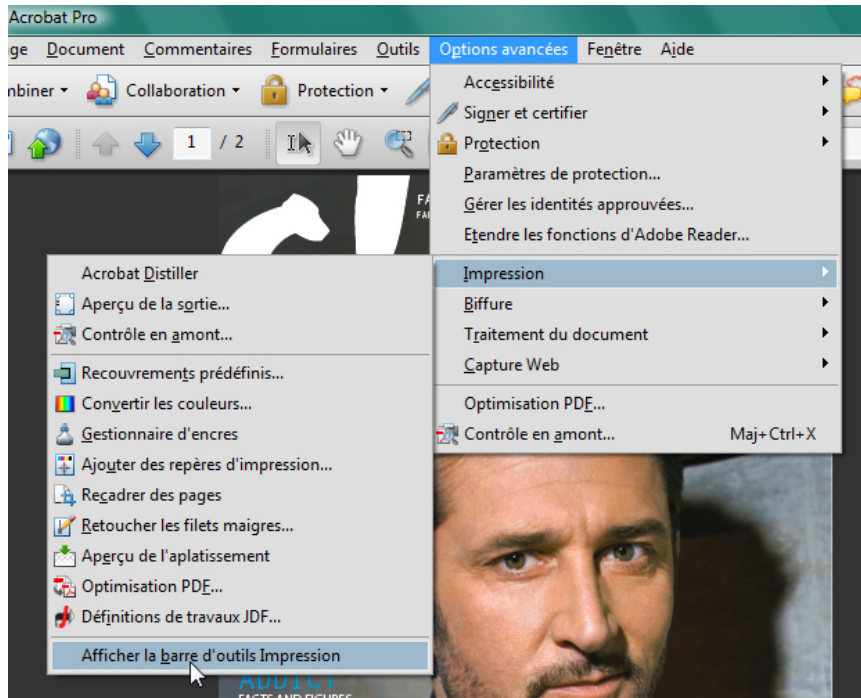 Acrobat Pro
ge Document Commentaires Formulaires Outils Options avancées Fenêtre Aide
nbiner Collaboration Protection
1 / 2
Accessibilité
Signer et certifier
Protection
Paramètres de protection...
Gérer les identités approuvées...
Etendre les fonctions d'Adobe Reader...
Impression
Biffure
Traitement du document
Capture Web
Optimisation PDF...
Contrôle en amont... Maj+Ctrl+X
Acrobat Distiller
Aperçu de la sortie...
Contrôle en amont...
Recouvrements prédéfinis...
Convertir les couleurs...
Gestionnaire d'encres
Ajouter des repères d'impression...
Recadrer des pages
Retoucher les filets maigres...
Aperçu de l'aplatissement
Optimisation PDF...
Définitions de travaux JDF...
Afficher la barre d'outils Impression
ADDICT
FACTS AND FIGURES